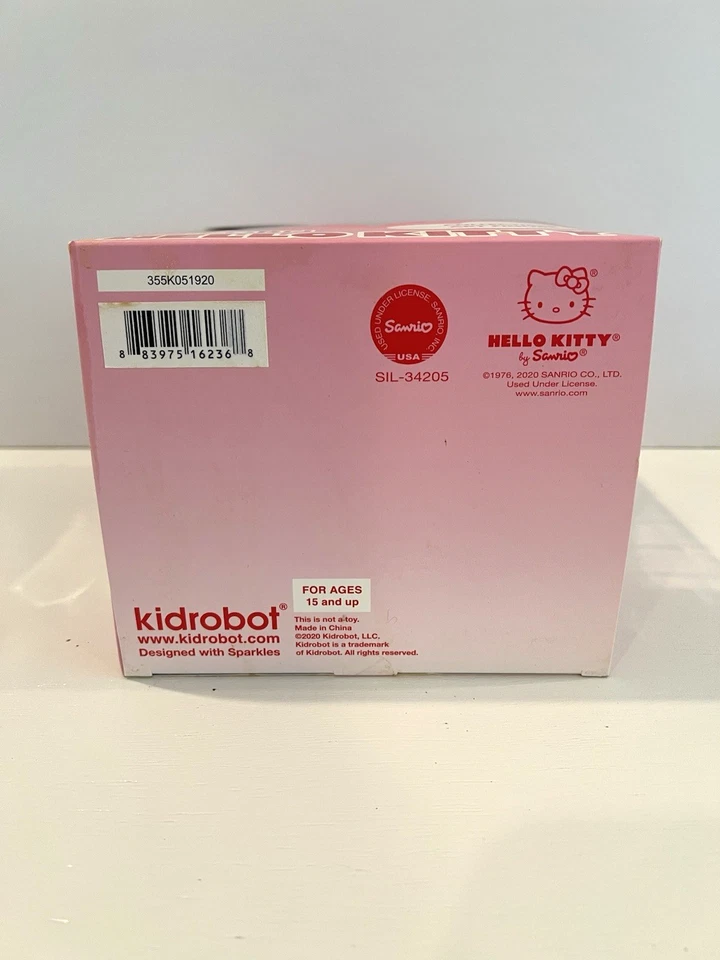 355K051920
8 83975 16236 8
USED UNDER LICENSE. SANRIO INC.
Sanrio
USA
SIL-34205
®
HELLO KITTY®
by Sanrio®
©1976, 2020 SANRIO CO., LTD.
Used Under License.
www.sanrio.com
FOR AGES
15 and up
kidrobot®
www.kidrobot.com
Designed with Sparkles
This is not a toy.
Made in China
©2020 Kidrobot, LLC.
Kidrobot is a trademark
of Kidrobot. All rights reserved.